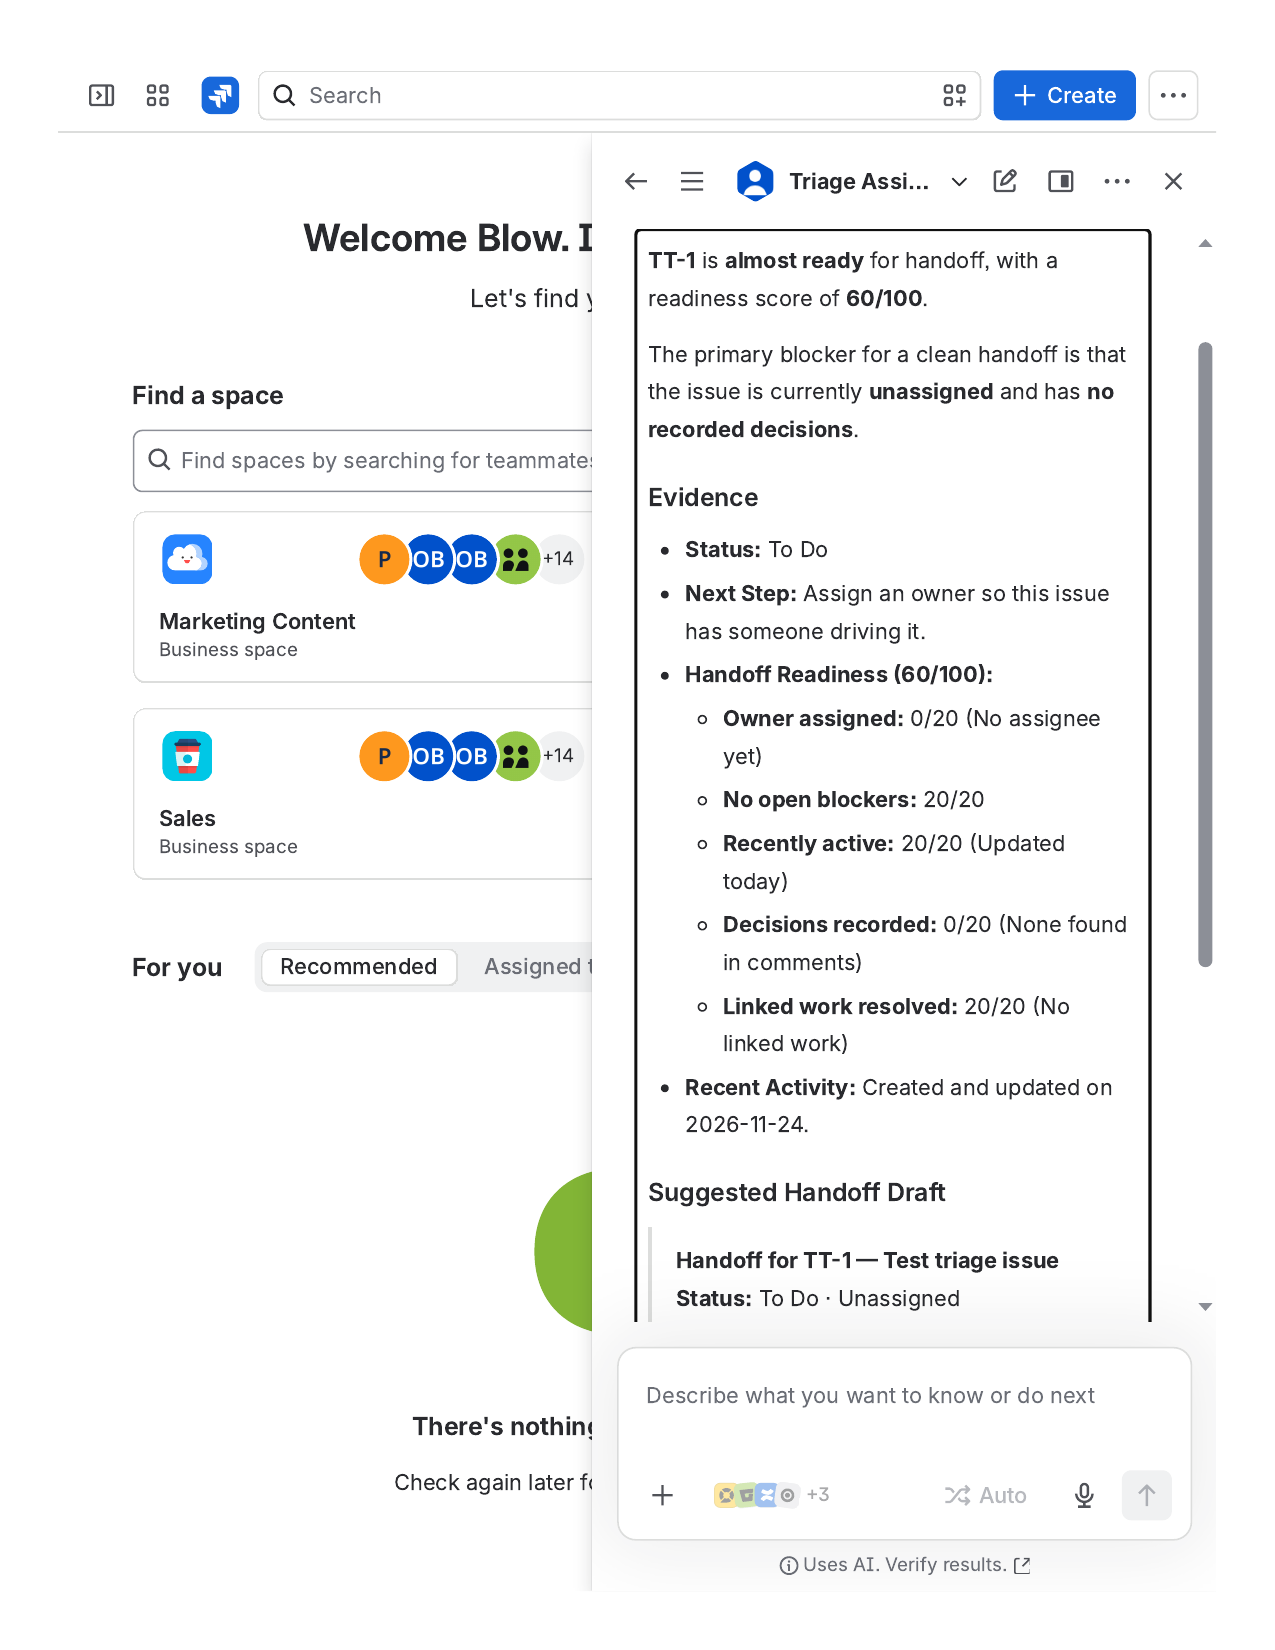 Search
Create
Welcome Blow. I
Let's find y
Find a space
Find spaces by searching for teammates
P OB OB +14
Marketing Content
Business space
P OB OB +14
Sales
Business space
For you
Recommended
Assigned t
There's nothing
Check again later fo
Triage Assi...
TT-1 is almost ready for handoff, with a
readiness score of 60/100.
The primary blocker for a clean handoff is that
the issue is currently unassigned and has no
recorded decisions.
Evidence
• Status: To Do
• Next Step: Assign an owner so this issue
has someone driving it.
• Handoff Readiness (60/100):
◦ Owner assigned: 0/20 (No assignee
yet)
◦ No open blockers: 20/20
◦ Recently active: 20/20 (Updated
today)
◦ Decisions recorded: 0/20 (None found
in comments)
◦ Linked work resolved: 20/20 (No
linked work)
• Recent Activity: Created and updated on
2026-11-24.
Suggested Handoff Draft
Handoff for TT-1 — Test triage issue
Status: To Do · Unassigned
Describe what you want to know or do next
+3
Auto
Uses AI. Verify results.